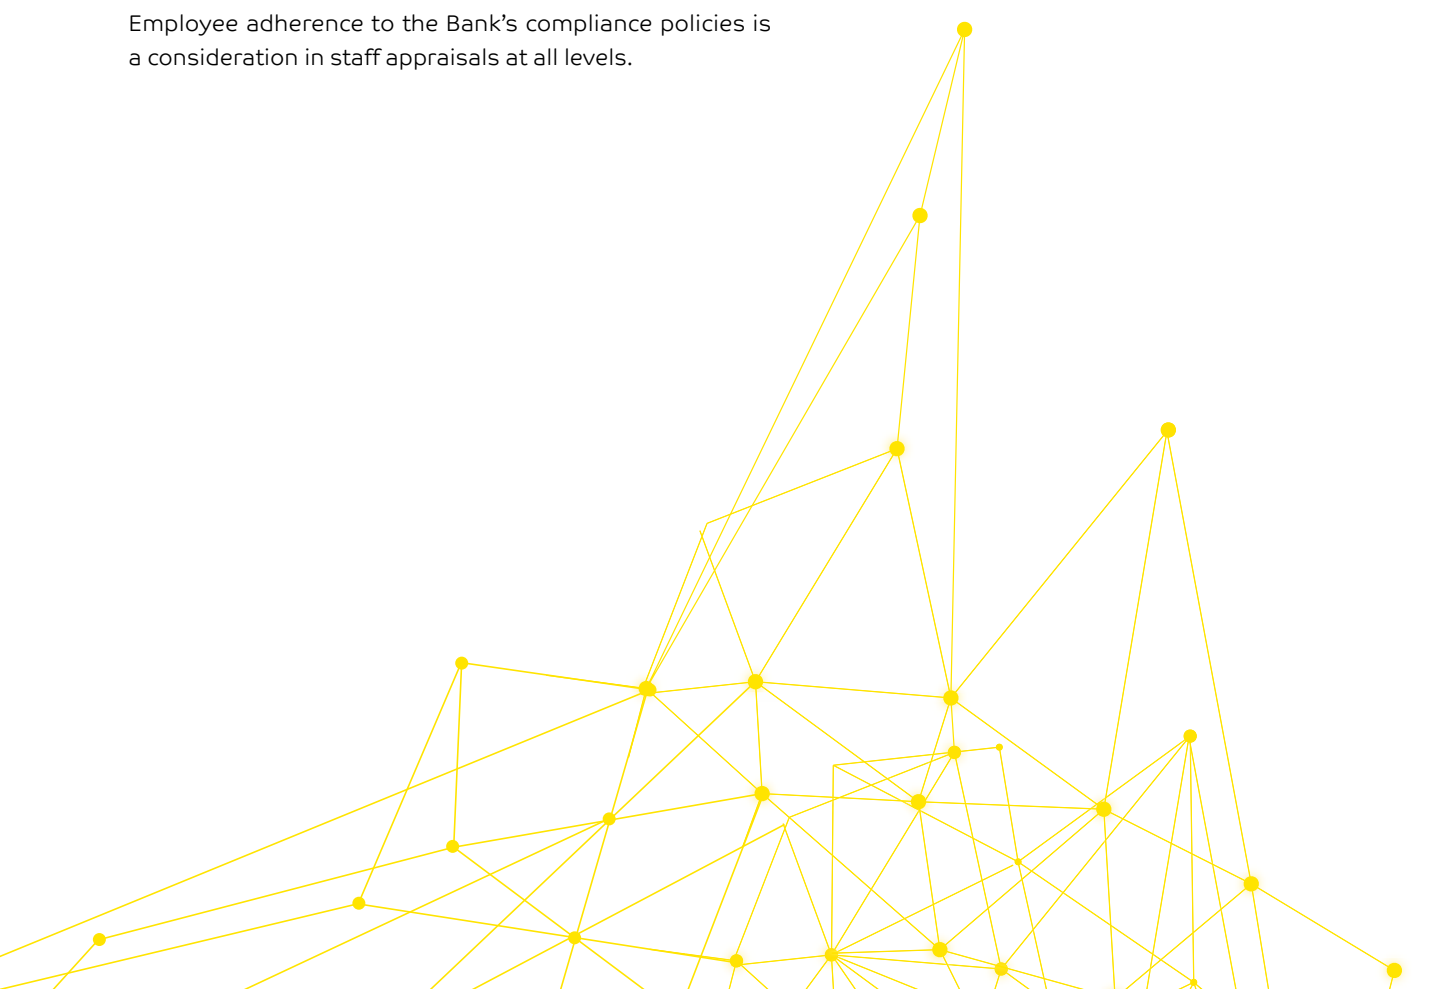 Employee adherence to the Bank’s compliance policies is
a consideration in staff appraisals at all levels.